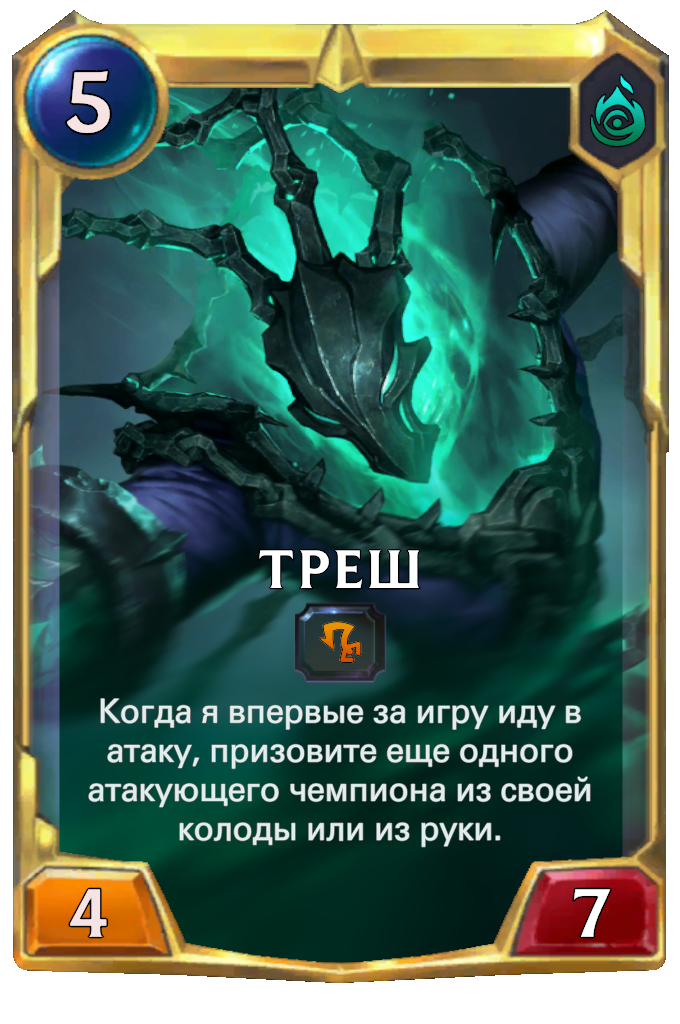 5
ТРЕШ
Когда я впервые за игру иду в
атаку, призовите еще одного
атакующего чемпиона из своей
колоды или из руки.
4
7